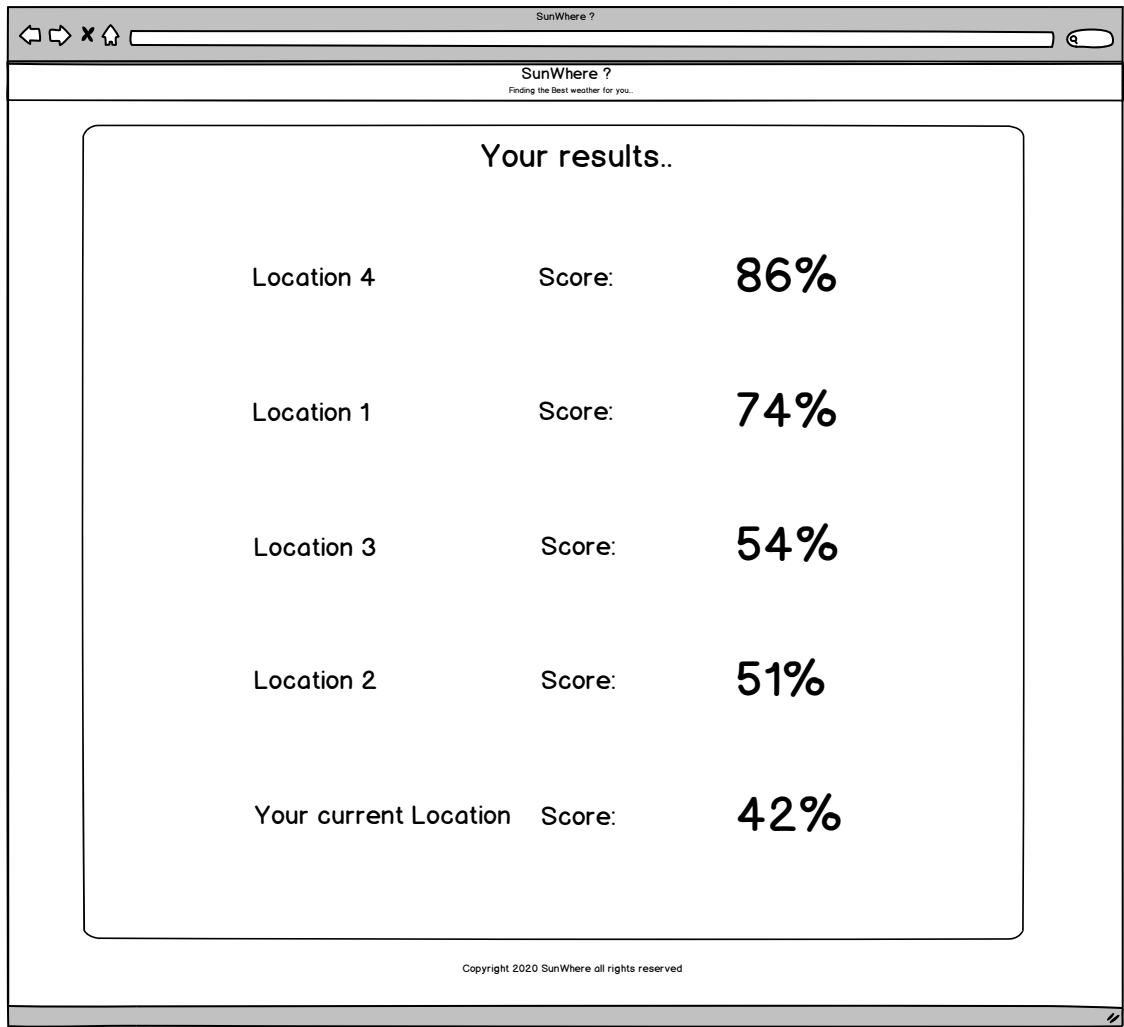 SunWhere ?
SunWhere ?
Finding the Best weather for you..
Your results..
Location 4 Score: 86%
Location 1 Score: 74%
Location 3 Score: 54%
Location 2 Score: 51%
Your current Location Score: 42%
Copyright 2020 SunWhere all rights reserved